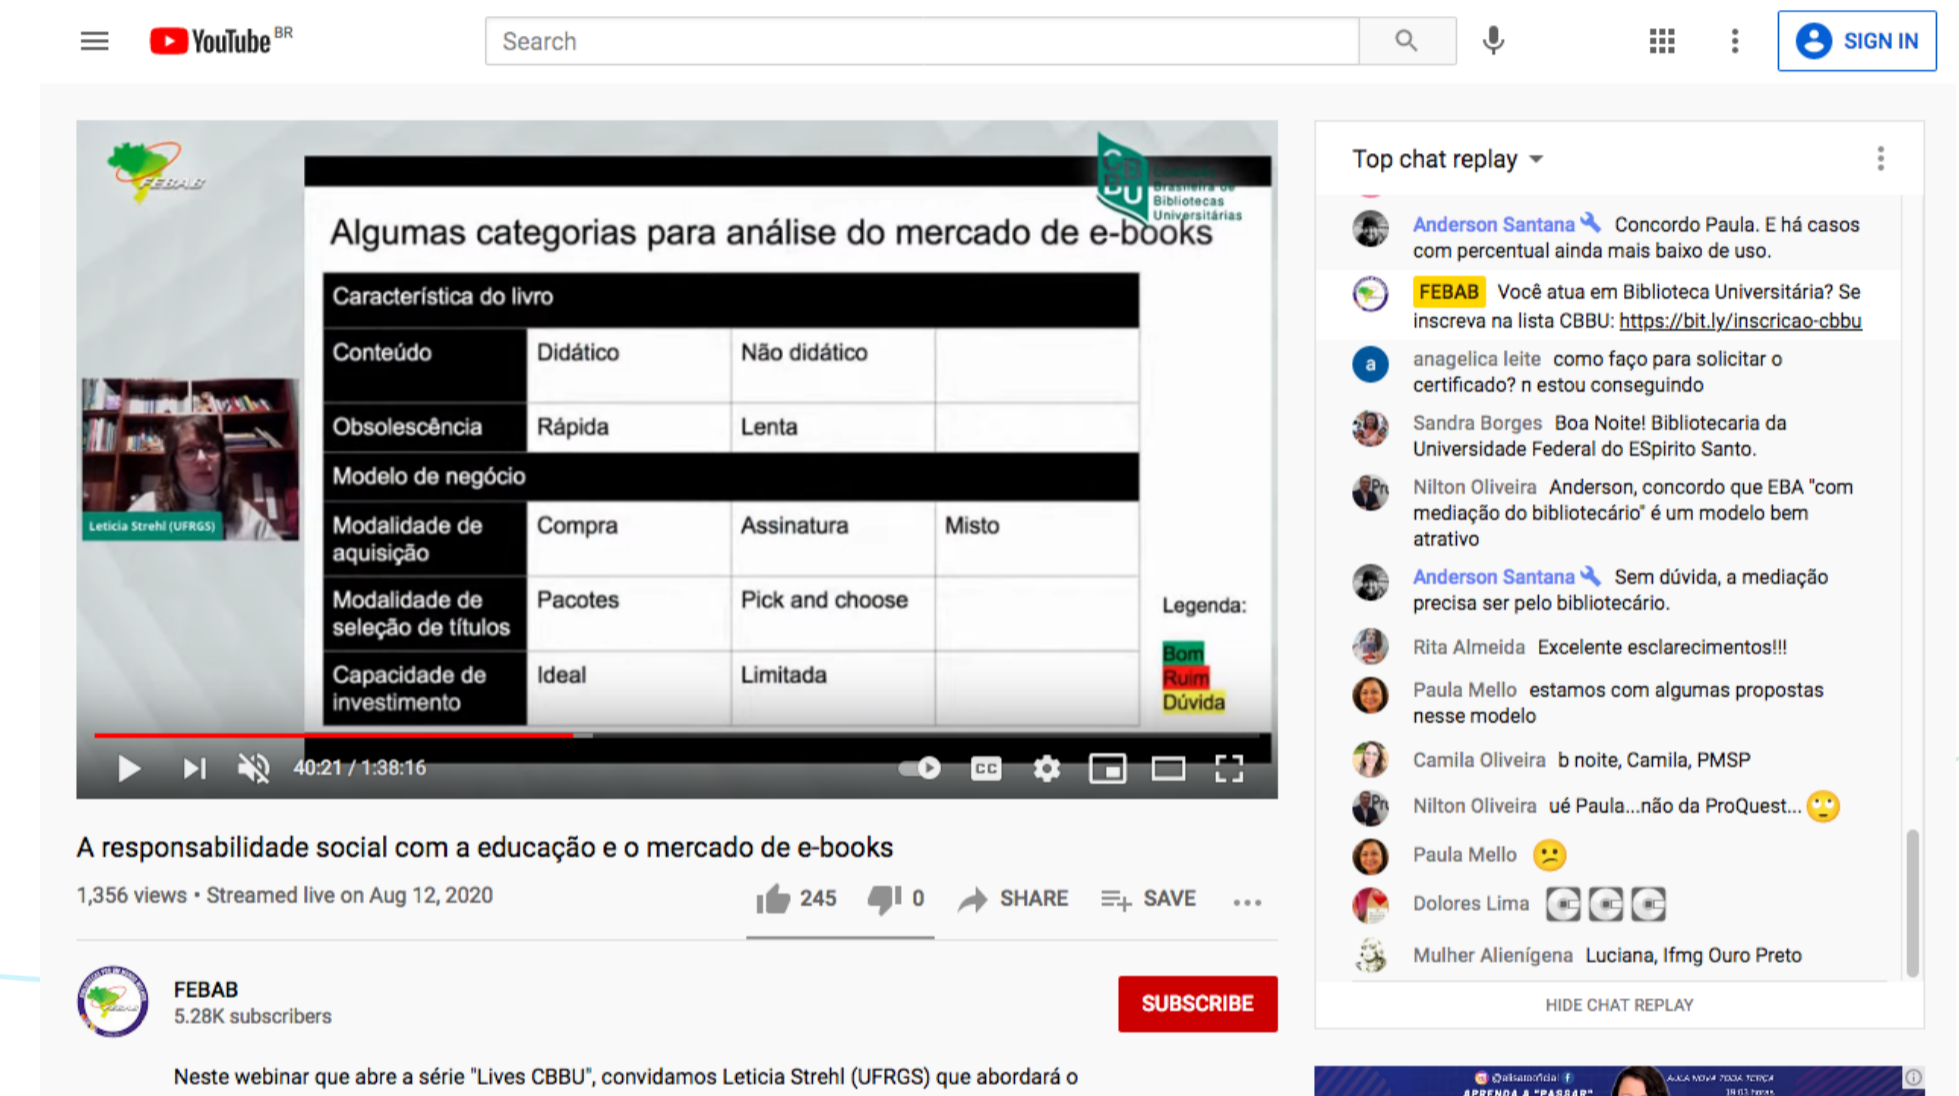 YouTube BR
Search
SIGN IN
FEBAB
CBBU
Brasileira de
Bibliotecas
Universitárias
Algumas categorias para análise do mercado de e-books
Característica do livro
Conteúdo Didático Não didático
Obsolescência Rápida Lenta
Modelo de negócio
Modalidade de aquisição Compra Assinatura Misto
Modalidade de seleção de títulos Pacotes Pick and choose
Capacidade de investimento Ideal Limitada
Legenda:
Bom
Ruim
Dúvida
Leticia Strehl (UFRGS)
40:21 / 1:38:16
CC
A responsabilidade social com a educação e o mercado de e-books
1,356 views • Streamed live on Aug 12, 2020
245 0 SHARE SAVE
FEBAB
5.28K subscribers
SUBSCRIBE
Neste webinar que abre a série "Lives CBBU", convidamos Leticia Strehl (UFRGS) que abordará o
Top chat replay
Anderson Santana Concordo Paula. E há casos
com percentual ainda mais baixo de uso.
FEBAB Você atua em Biblioteca Universitária? Se
inscreva na lista CBBU: https://bit.ly/inscricao-cbbu
a
anagelica leite como faço para solicitar o
certificado? n estou conseguindo
Sandra Borges Boa Noite! Bibliotecaria da
Universidade Federal do ESpirito Santo.
Nilton Oliveira Anderson, concordo que EBA "com
mediação do bibliotecário" é um modelo bem
atrativo
Anderson Santana Sem dúvida, a mediação
precisa ser pelo bibliotecário.
Rita Almeida Excelente esclarecimentos!!!
Paula Mello estamos com algumas propostas
nesse modelo
Camila Oliveira b noite, Camila, PMSP
Nilton Oliveira ué Paula...não da ProQuest... 🙄
Paula Mello 😕
Dolores Lima
Mulher Alienígena Luciana, Ifmg Ouro Preto
HIDE CHAT REPLAY
APRENDA A "PASSAR"
AULA NOVA TODA TERÇA